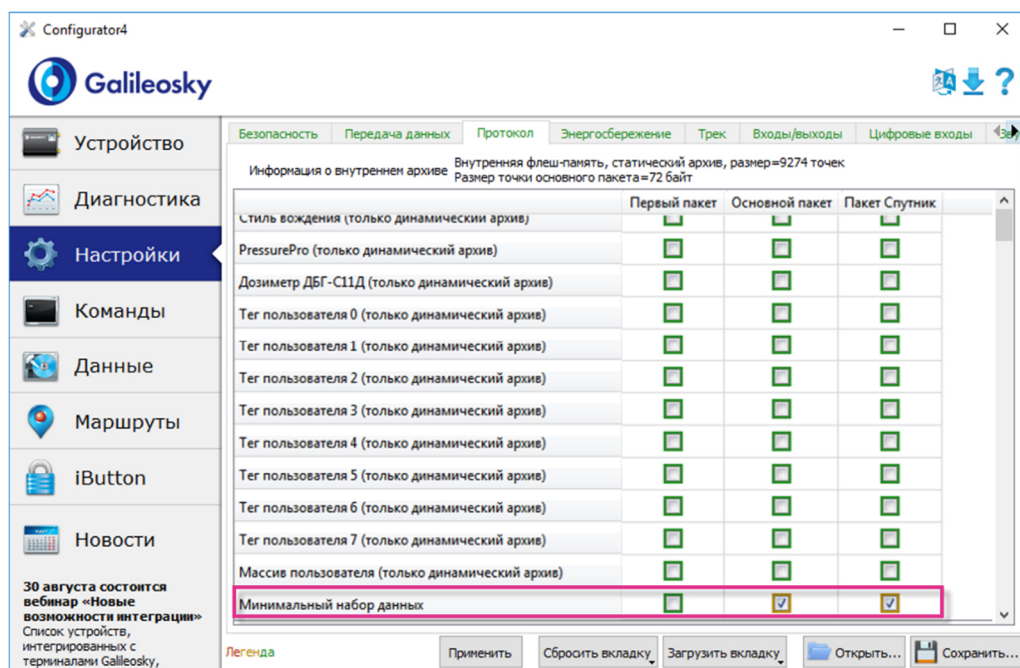 Configurator4
Galileosky
Устройство
Диагностика
Настройки
Команды
Данные
Маршруты
iButton
Новости
30 августа состоится
вебинар «Новые
возможности интеграции»
Список устройств,
интегрированных с
терминалами Galileosky,
Безопасность Передача данных Протокол Энергосбережение Трек Входы/выходы Цифровые входы
Информация о внутреннем архиве Внутренняя флеш-память, статический архив, размер=9274 точек
Размер точки основного пакета=72 байт
Первый пакет Основной пакет Пакет Спутник
Стиль вождения (только динамический архив)
PressurePro (только динамический архив)
Дозиметр ДБГ-С11Д (только динамический архив)
Тег пользователя 0 (только динамический архив)
Тег пользователя 1 (только динамический архив)
Тег пользователя 2 (только динамический архив)
Тег пользователя 3 (только динамический архив)
Тег пользователя 4 (только динамический архив)
Тег пользователя 5 (только динамический архив)
Тег пользователя 6 (только динамический архив)
Тег пользователя 7 (только динамический архив)
Массив пользователя (только динамический архив)
Минимальный набор данных
Легенда Применить Сбросить вкладку Загрузить вкладку Открыть... Сохранить...